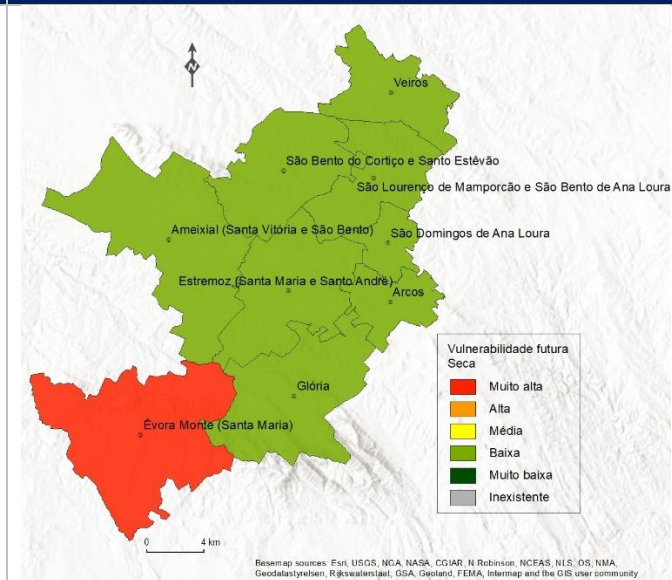 N
Veiros
São Bento do Cortiço e Santo Estêvão
São Lourenço de Mamporcão e São Bento de Ana Loura
Ameixial (Santa Vitória e São Bento)
São Domingos de Ana Loura
Estremoz (Santa Maria e Santo André)
Arcos
Glória
Évora Monte (Santa Maria)
Vulnerabilidade futura
Seca
Muito alta
Alta
Média
Baixa
Muito baixa
Inexistente
0 4 km
Basemap sources: Esri, USGS, NGA, NASA, CGIAR, N Robinson, NCEAS, NLS, OS, NMA,
Geodatastyrelsen, Rijkswaterstaat, GSA, Geoland, FEMA, Intermap and the GIS user community